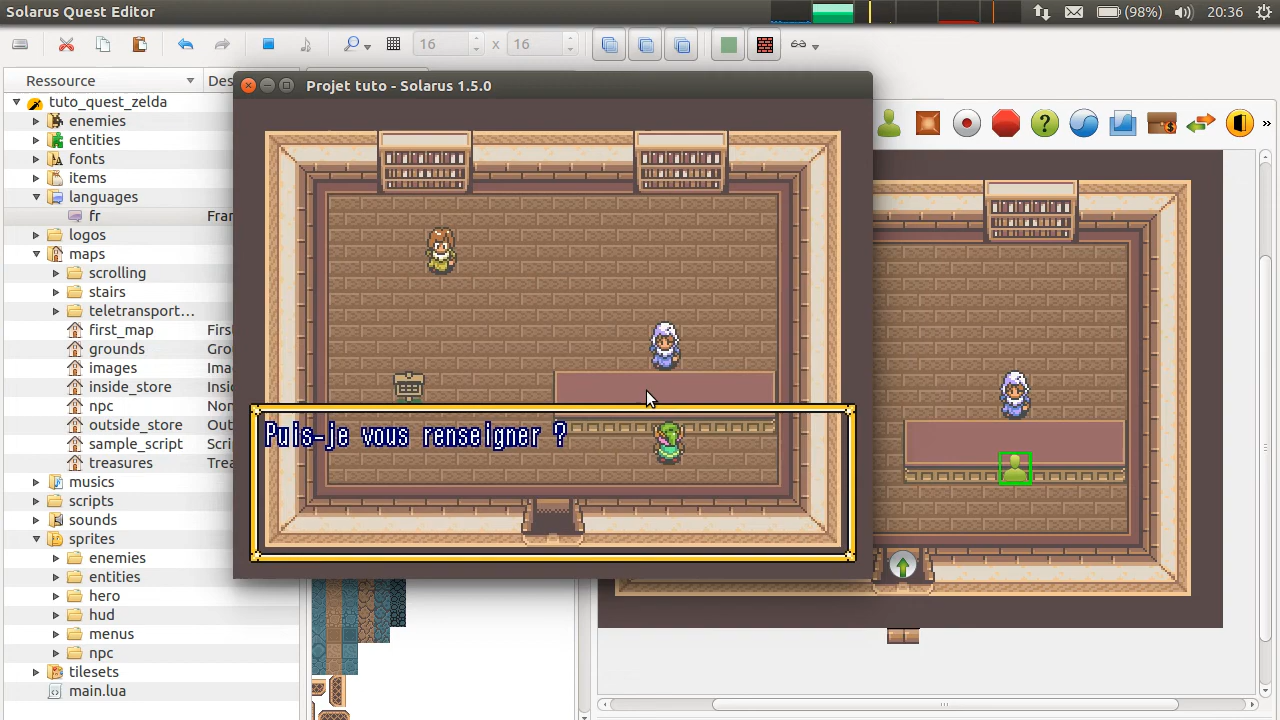 Solarus Quest Editor
(98%)
20:36
16
x
16
Ressource
Des
tuto_quest_zelda
enemies
entities
fonts
items
languages
fr
Frar
logos
maps
scrolling
stairs
teletransport…
first_map
First
grounds
Gro
images
Ima
inside_store
Inte
npc
outside_store
Out
sample_script
Scri
treasures
Trea
musics
scripts
sounds
sprites
enemies
entities
hero
hud
menus
npc
tilesets
main.lua
Projet tuto - Solarus 1.5.0
Puis-je vous renseigner ?
»